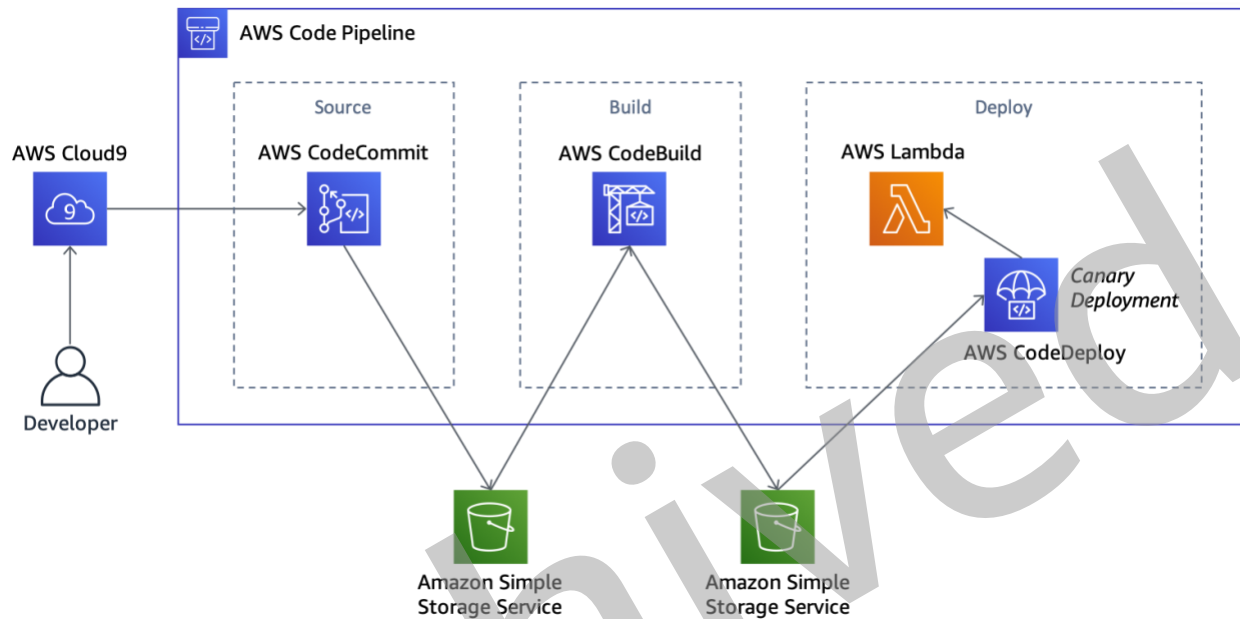 AWS Code Pipeline
Source
Build
Deploy
AWS Cloud9
AWS CodeCommit
AWS CodeBuild
AWS Lambda
9
</>
</>
</>
Canary
Deployment
</>
AWS CodeDeploy
Developer
Amazon Simple
Storage Service
Amazon Simple
Storage Service
hived